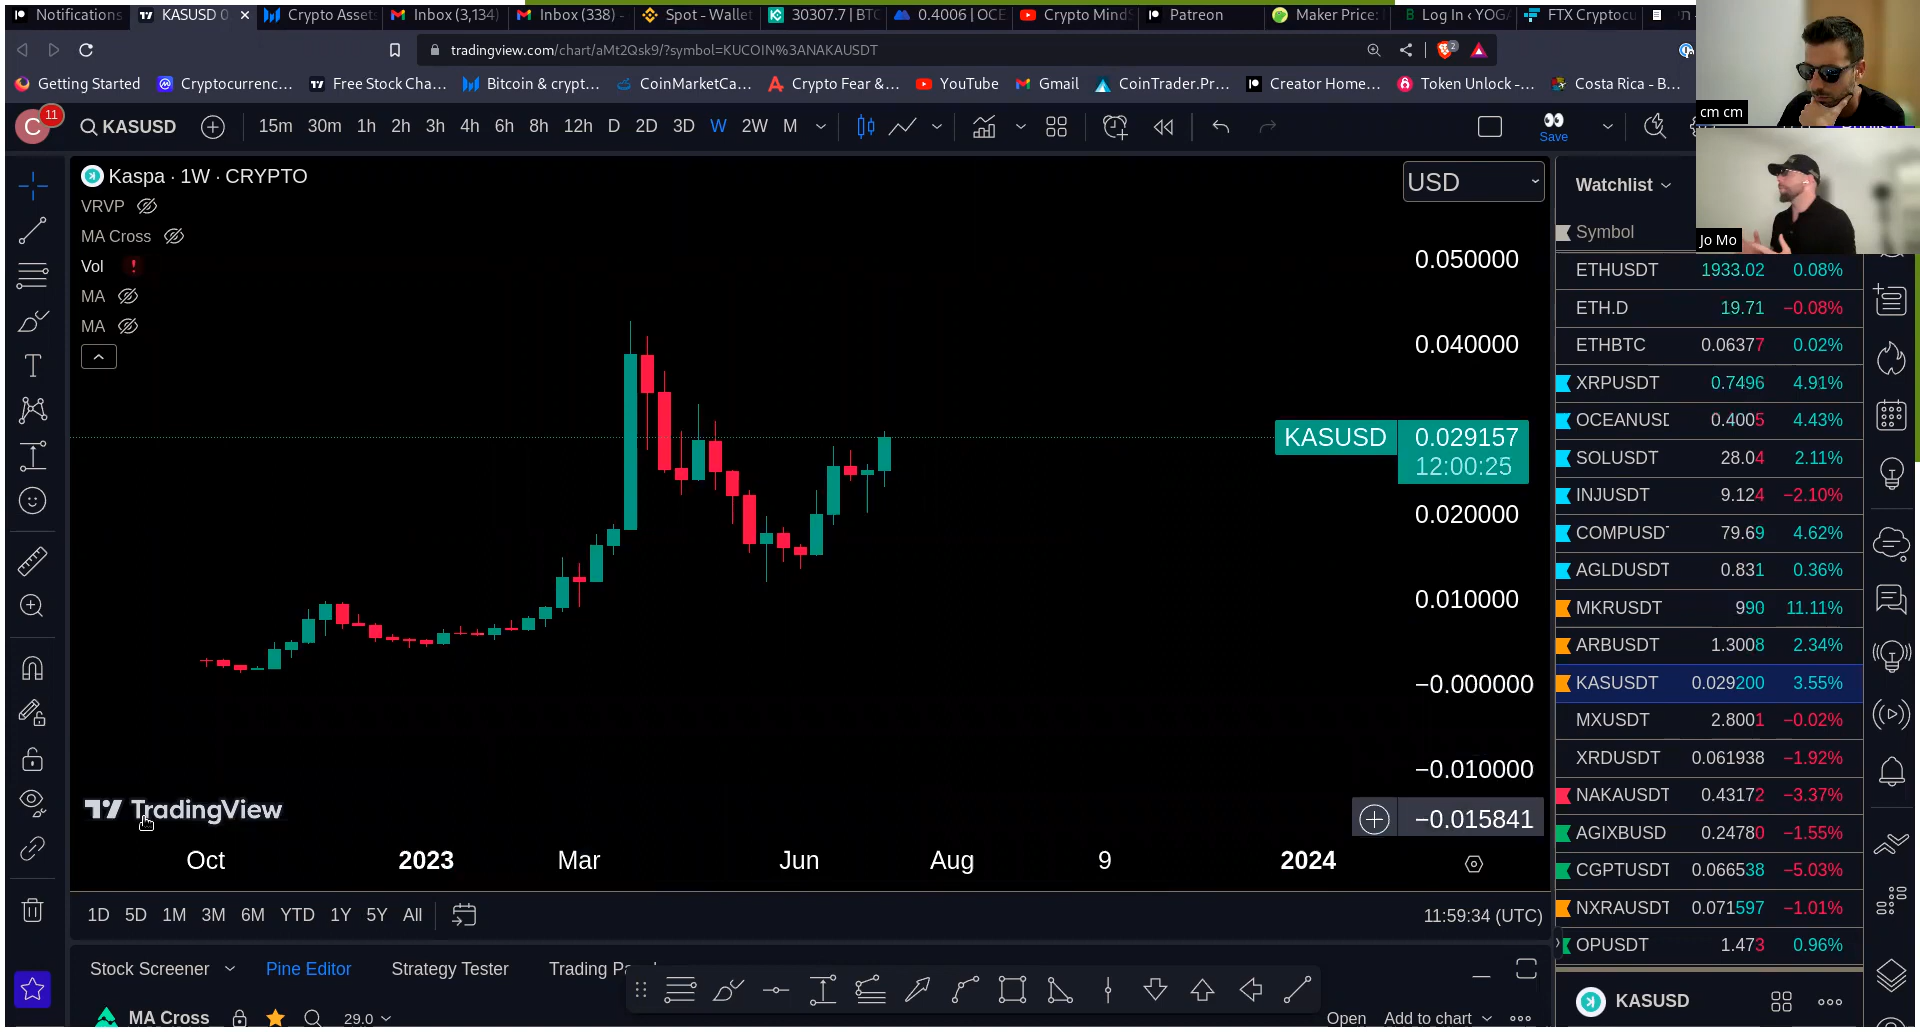 Notifications KASUSD 0 Crypto Asset Inbox (3,134) Inbox (338) - Spot - Wallet 30307.7 | BTC 0.4006 | OCE Crypto MindS Patreon Maker Price: Log In ‹ YOGA FTX Cryptocu
tradingview.com/chart/aMt2Qsk9/?symbol=KUCOIN%3ANAKAUSDT 2
Getting Started Cryptocurrenc... Free Stock Cha... Bitcoin & crypt... CoinMarketCa... Crypto Fear &... YouTube Gmail CoinTrader.Pr... Creator Home... Token Unlock -... Costa Rica - B...
cm cm
C 11 KASUSD 15m 30m 1h 2h 3h 4h 6h 8h 12h D 2D 3D W 2W M Save
Kaspa · 1W · CRYPTO USD Watchlist
VRVP
MA Cross Symbol Jo Mo
Vol ! 0.050000 ETHUSDT 1933.02 0.08%
MA ETH.D 19.71 −0.08%
MA 0.040000 ETHBTC 0.06377 0.02%
XRPUSDT 0.7496 4.91%
OCEANUSD 0.4005 4.43%
KASUSD 0.029157
12:00:25
SOLUSDT 28.04 2.11%
INJUSDT 9.124 −2.10%
0.020000
COMPUSDT 79.69 4.62%
AGLDUSDT 0.831 0.36%
0.010000
MKRUSDT 990 11.11%
ARBUSDT 1.3008 2.34%
−0.000000 KASUSDT 0.029200 3.55%
MXUSDT 2.8001 −0.02%
−0.010000 XRDUSDT 0.061938 −1.92%
NAKAUSDT 0.43172 −3.37%
TradingView −0.015841
AGIXBUSD 0.24780 −1.55%
Oct 2023 Mar Jun Aug 9 2024
CGPTUSDT 0.066538 −5.03%
1D 5D 1M 3M 6M YTD 1Y 5Y All 11:59:34 (UTC) NXRAUSDT 0.071597 −1.01%
OPUSDT 1.473 0.96%
Stock Screener Pine Editor Strategy Tester Trading Pa
KASUSD
MA Cross 29.0 Open Add to chart